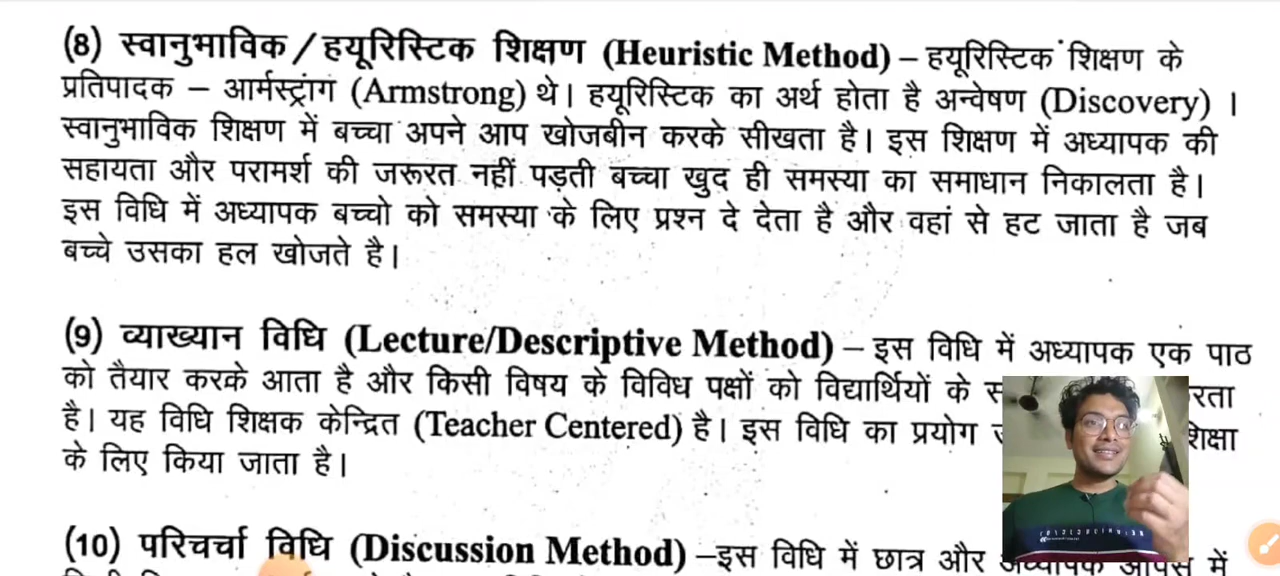 (8) स्वानुभाविक / हयूरिस्टिक शिक्षण (Heuristic Method) – हयूरिस्टिक शिक्षण के
प्रतिपादक – आर्मस्ट्रांग (Armstrong) थे। हयूरिस्टिक का अर्थ होता है अन्वेषण (Discovery) ।
स्वानुभाविक शिक्षण में बच्चा अपने आप खोजबीन करके सीखता है। इस शिक्षण में अध्यापक की
सहायता और परामर्श की जरूरत नहीं पड़ती बच्चा खुद ही समस्या का समाधान निकालता है।
इस विधि में अध्यापक बच्चो को समस्या के लिए प्रश्न दे देता है और वहां से हट जाता है जब
बच्चे उसका हल खोजते है।
(9) व्याख्यान विधि (Lecture/Descriptive Method) – इस विधि में अध्यापक एक पाठ
को तैयार करके आता है और किसी विषय के विविध पक्षों को विद्यार्थियों के
है। यह विधि शिक्षक केन्द्रित (Teacher Centered) है। इस विधि का प्रयोग शिक्षा
के लिए किया जाता है।
(10) परिचर्चा विधि (Discussion Method) –इस विधि में छात्र और अध्यापक आपस में